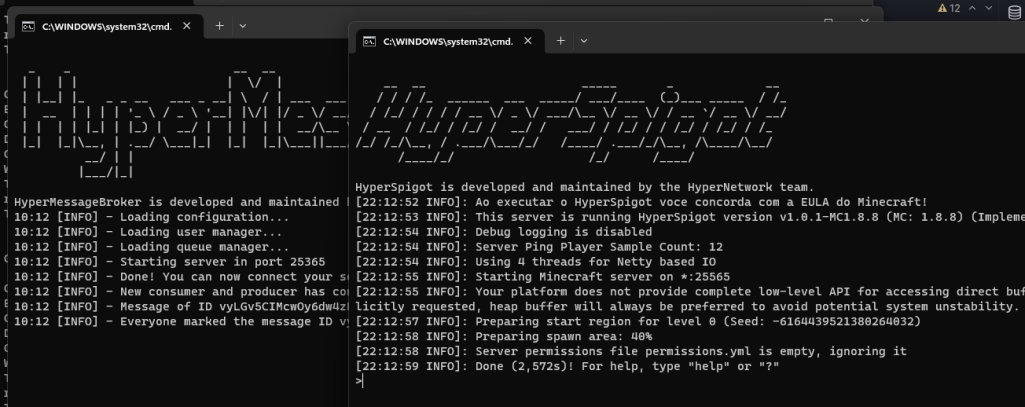 C:\WINDOWS\system32\cmd.
12
HyperMessageBroker is developed and maintained
10:12 [INFO] - Loading configuration...
10:12 [INFO] - Loading user manager...
10:12 [INFO] - Loading queue manager...
10:12 [INFO] - Starting server in port 25365
10:12 [INFO] - Done! You can now connect your
10:12 [INFO] - New consumer and producer has
10:12 [INFO] - Message of ID vyLGv5CIMcwOy6dw4z
10:12 [INFO] - Everyone marked the message ID
C:\WINDOWS\system32\cmd.
HyperSpigot
HyperSpigot is developed and maintained by the HyperNetwork team.
[22:12:52 INFO]: Ao executar o HyperSpigot voce concorda com a EULA do Minecraft!
[22:12:53 INFO]: This server is running HyperSpigot version v1.0.1-MC1.8.8 (MC: 1.8.8) (Impleme
[22:12:54 INFO]: Debug logging is disabled
[22:12:54 INFO]: Server Ping Player Sample Count: 12
[22:12:54 INFO]: Using 4 threads for Netty based IO
[22:12:55 INFO]: Starting Minecraft server on *:25565
[22:12:55 INFO]: Your platform does not provide complete low-level API for accessing direct buf
licitly requested, heap buffer will always be preferred to avoid potential system unstability.
[22:12:57 INFO]: Preparing start region for level 0 (Seed: -6164439521380264032)
[22:12:58 INFO]: Preparing spawn area: 40%
[22:12:58 INFO]: Server permissions file permissions.yml is empty, ignoring it
[22:12:59 INFO]: Done (2,572s)! For help, type "help" or "?"
>